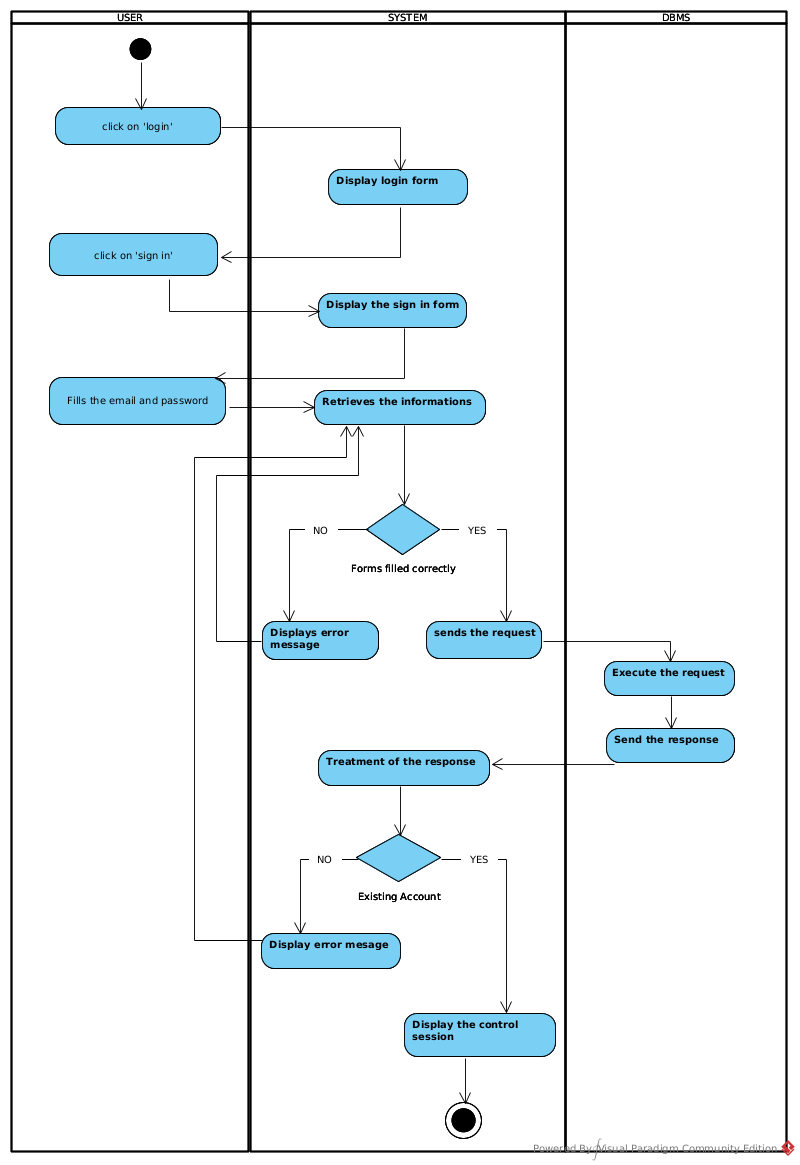 USER
SYSTEM
DBMS
click on 'login'
Display login form
click on 'sign in'
Display the sign in form
Fills the email and password
Retrieves the informations
NO
YES
Forms filled correctly
Displays error
message
sends the request
Execute the request
Send the response
Treatment of the response
NO
YES
Existing Account
Display error mesage
Display the control
session
Powered By Visual Paradigm Community Edition